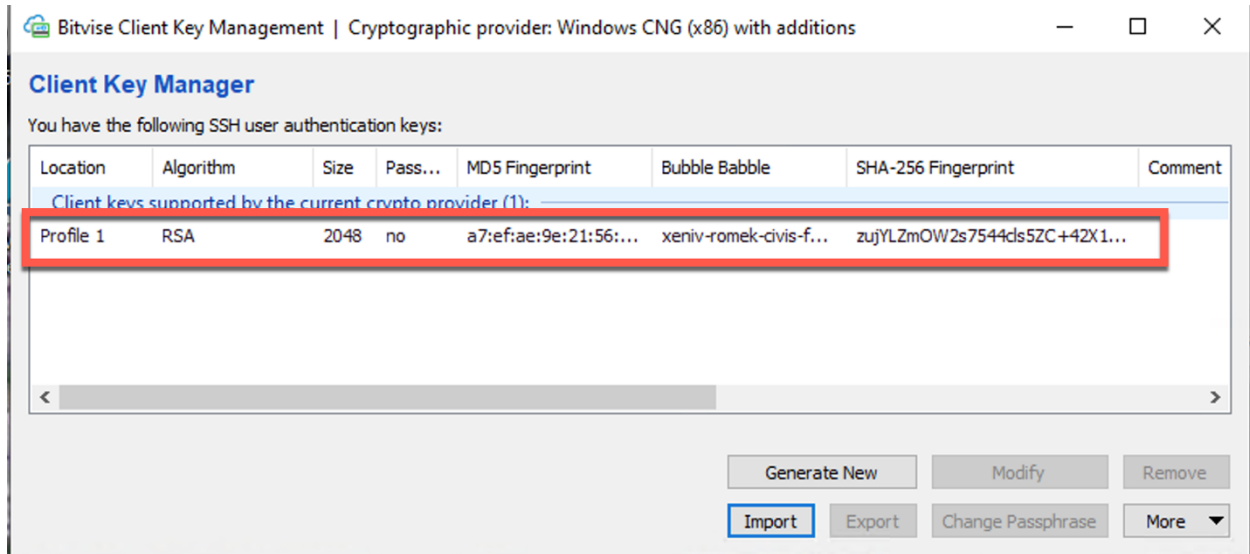 Bitvise Client Key Management | Cryptographic provider: Windows CNG (x86) with additions
Client Key Manager
You have the following SSH user authentication keys:
Location Algorithm Size Pass... MD5 Fingerprint Bubble Babble SHA-256 Fingerprint Comment
Client keys supported by the current crypto provider (1):
Profile 1 RSA 2048 no a7:ef:ae:9e:21:56:... xeniv-romek-civis-f... zujYLZmOW2s7544cls5ZC+42X1...
Generate New Modify Remove
Import Export Change Passphrase More